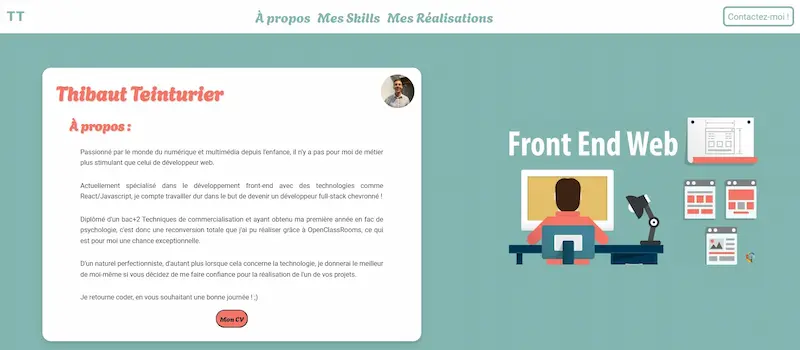 TT
À propos Mes Skills Mes Réalisations
Contactez-moi !
Thibaut Teinturier
À propos :
Passionné par le monde du numérique et multimédia depuis l'enfance, il n'y a pas pour moi de métier
plus stimulant que celui de développeur web.
Actuellement spécialisé dans le développement front-end avec des technologies comme
React/Javascript, je compte travailler dur dans le but de devenir un développeur full-stack chevronné !
Diplômé d'un bac+2 Techniques de commercialisation et ayant obtenu ma première année en fac de
psychologie, c'est donc une reconversion totale que j'ai pu réaliser grâce à OpenClassRooms, ce qui
est pour moi une chance exceptionnelle.
D'un naturel perfectionniste, d'autant plus lorsque cela concerne la technologie, je donnerai le meilleur
de moi-même si vous décidez de me faire confiance pour la réalisation de l'un de vos projets.
Je retourne coder, en vous souhaitant une bonne journée ! ;)
Mon CV
Front End Web